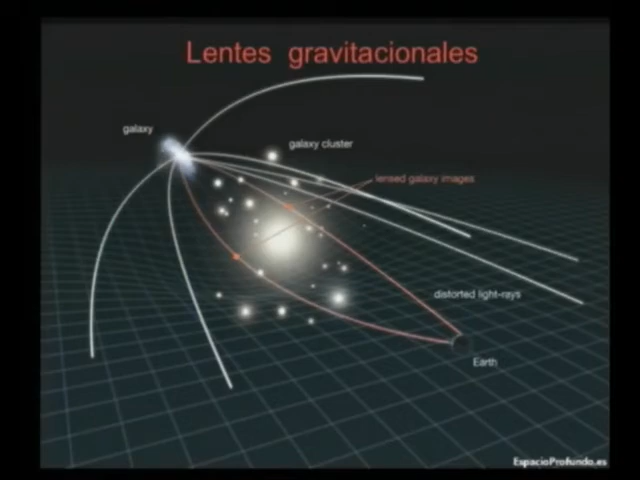 Lentes gravitacionales
galaxy
galaxy cluster
lensed galaxy images
distorted light-rays
Earth
EspacioProfundo.es